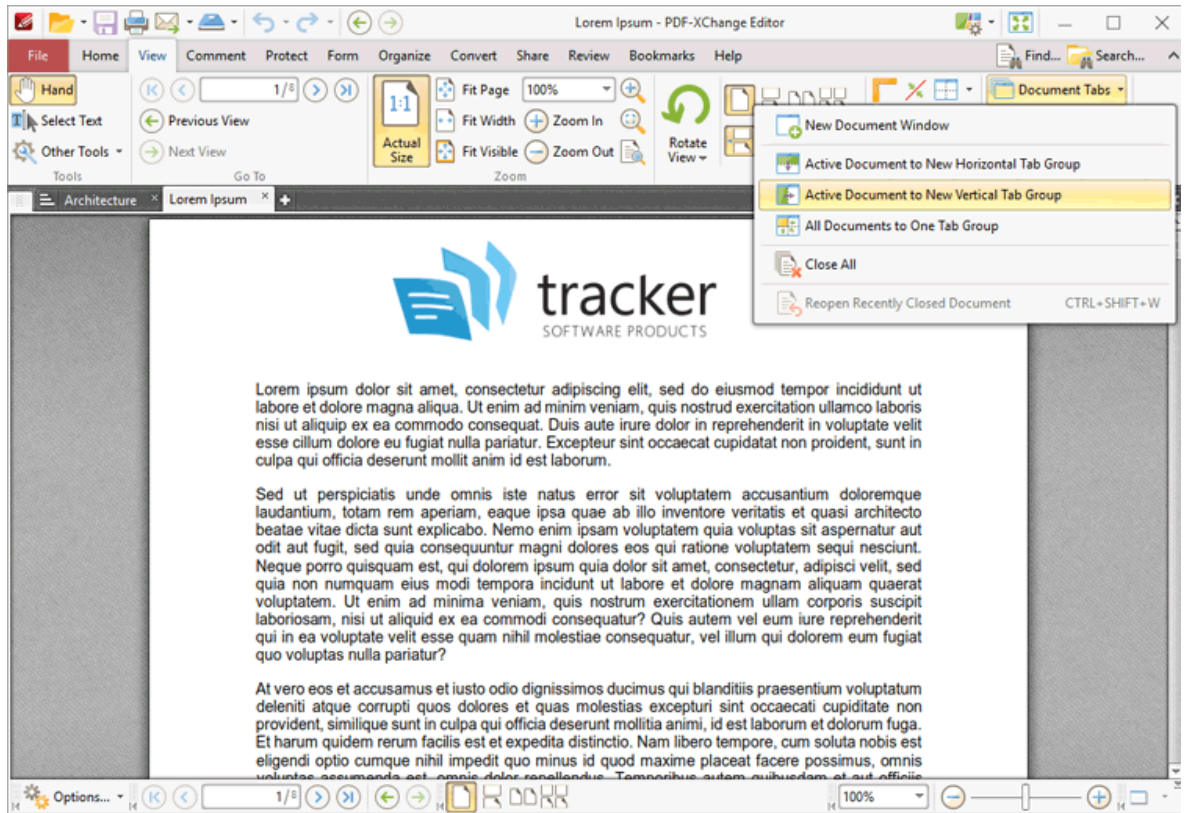 Lorem Ipsum - PDF-XChange Editor
File Home View Comment Protect Form Organize Convert Share Review Bookmarks Help Find... Search...
Hand 1/8 1:1 Fit Page 100% Document Tabs
Select Text Previous View Fit Width Zoom In
Other Tools Next View Actual Size Fit Visible Zoom Out Rotate View
Tools Go To Zoom
New Document Window
Active Document to New Horizontal Tab Group
Active Document to New Vertical Tab Group
All Documents to One Tab Group
Close All
Reopen Recently Closed Document CTRL+SHIFT+W
Architecture Lorem Ipsum
tracker
SOFTWARE PRODUCTS
Lorem ipsum dolor sit amet, consectetur adipiscing elit, sed do eiusmod tempor incididunt ut
labore et dolore magna aliqua. Ut enim ad minim veniam, quis nostrud exercitation ullamco laboris
nisi ut aliquip ex ea commodo consequat. Duis aute irure dolor in reprehenderit in voluptate velit
esse cillum dolore eu fugiat nulla pariatur. Excepteur sint occaecat cupidatat non proident, sunt in
culpa qui officia deserunt mollit anim id est laborum.
Sed ut perspiciatis unde omnis iste natus error sit voluptatem accusantium doloremque
laudantium, totam rem aperiam, eaque ipsa quae ab illo inventore veritatis et quasi architecto
beatae vitae dicta sunt explicabo. Nemo enim ipsam voluptatem quia voluptas sit aspernatur aut
odit aut fugit, sed quia consequuntur magni dolores eos qui ratione voluptatem sequi nesciunt.
Neque porro quisquam est, qui dolorem ipsum quia dolor sit amet, consectetur, adipisci velit, sed
quia non numquam eius modi tempora incidunt ut labore et dolore magnam aliquam quaerat
voluptatem. Ut enim ad minima veniam, quis nostrum exercitationem ullam corporis suscipit
laboriosam, nisi ut aliquid ex ea commodi consequatur? Quis autem vel eum iure reprehenderit
qui in ea voluptate velit esse quam nihil molestiae consequatur, vel illum qui dolorem eum fugiat
quo voluptas nulla pariatur?
At vero eos et accusamus et iusto odio dignissimos ducimus qui blanditiis praesentium voluptatum
deleniti atque corrupti quos dolores et quas molestias excepturi sint occaecati cupiditate non
provident, similique sunt in culpa qui officia deserunt mollitia animi, id est laborum et dolorum fuga.
Et harum quidem rerum facilis est et expedita distinctio. Nam libero tempore, cum soluta nobis est
eligendi optio cumque nihil impedit quo minus id quod maxime placeat facere possimus, omnis
voluptas assumenda est, omnis dolor repellendus. Temporibus autem quibusdam et aut officiis
Options... 1/8 100%